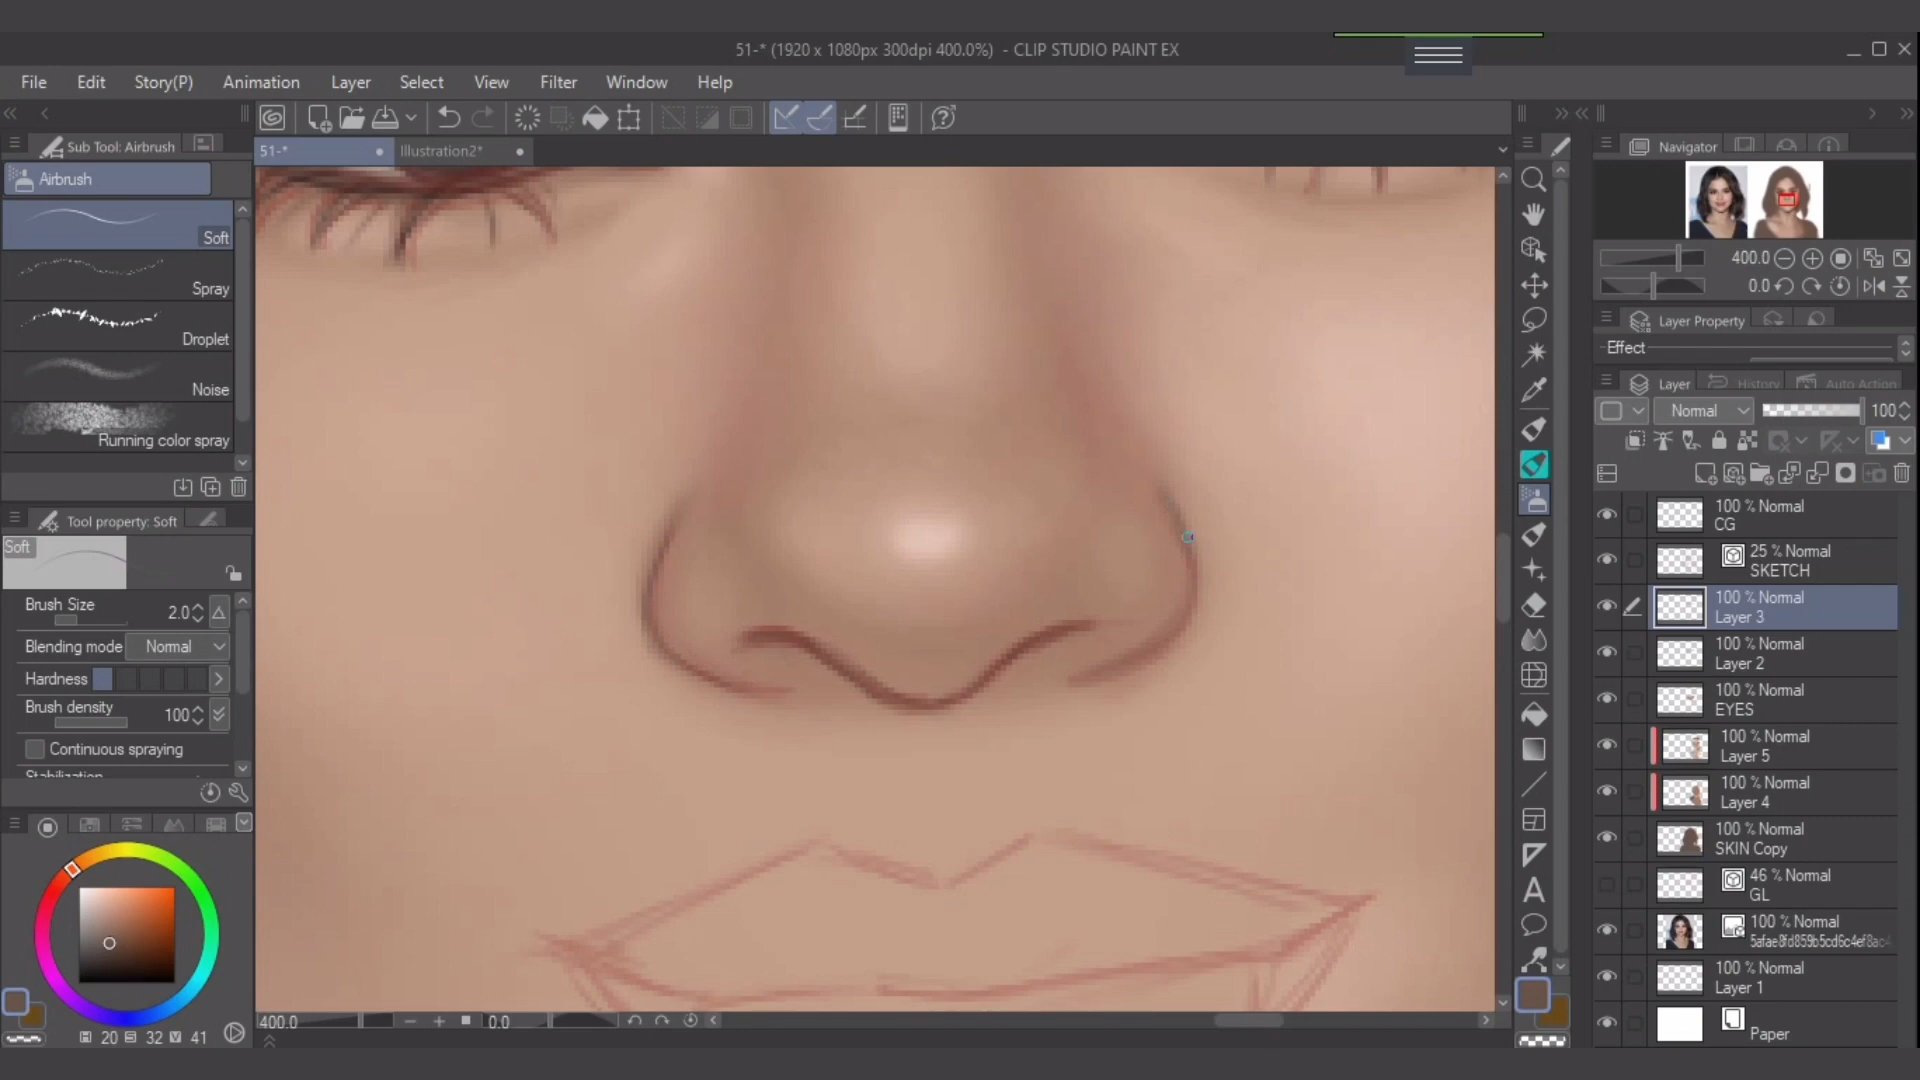 51-* (1920 x 1080px 300dpi 400.0%) - CLIP STUDIO PAINT EX
File Edit Story(P) Animation Layer Select View Filter Window Help
Sub Tool: Airbrush
51-* Illustration2*
Navigator
Airbrush
Soft
Spray
Droplet
Noise
Running color spray
400.0
0.0
Layer Property
Effect
Layer History Auto Action
Normal 100
Tool property: Soft
Soft
Brush Size 2.0
Blending mode Normal
Hardness
Brush density 100
Continuous spraying
Stabilization
20 32 41
400.0 0.0
A
100 % Normal
CG
25 % Normal
SKETCH
100 % Normal
Layer 3
100 % Normal
Layer 2
100 % Normal
EYES
100 % Normal
Layer 5
100 % Normal
Layer 4
100 % Normal
SKIN Copy
46 % Normal
GL
100 % Normal
5afae8fd859b5cd6c4ef8ac4
100 % Normal
Layer 1
Paper